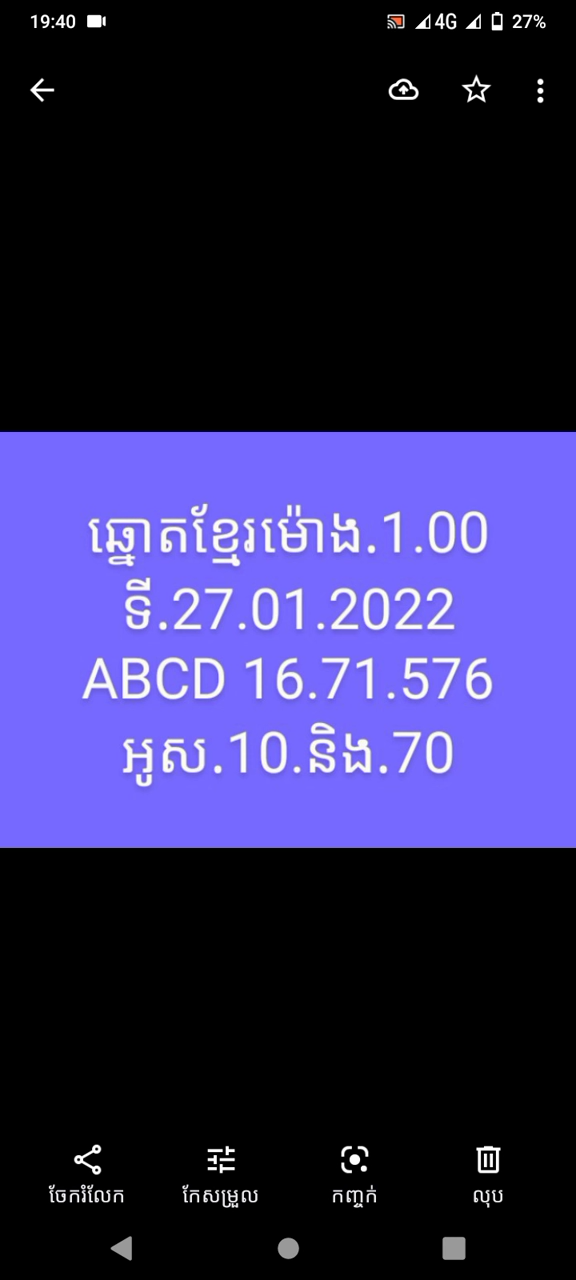 19:40 4G 27%
ឆ្នោតខ្មែរម៉ោង.1.00
ទី.27.01.2022
ABCD 16.71.576
អូស.10.និង.70
ចែករំលែក កែសម្រួល កញ្ចក់ លុប